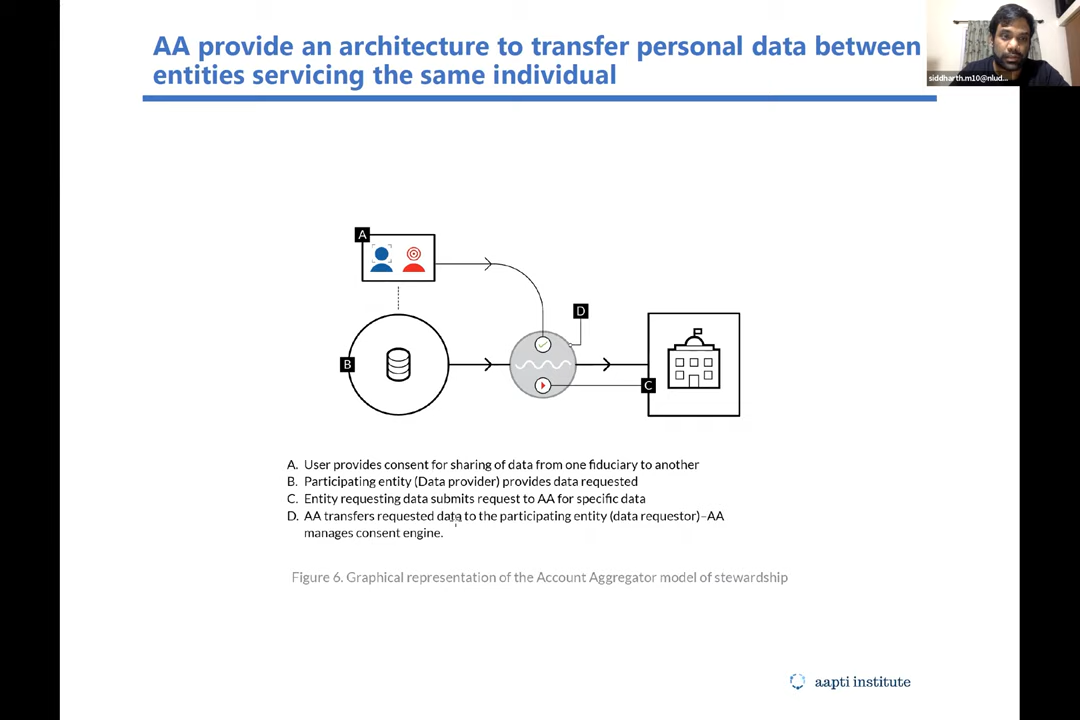 AA provide an architecture to transfer personal data between
entities servicing the same individual
siddharth.m10@nlud...
A
D
B
C
A. User provides consent for sharing of data from one fiduciary to another
B. Participating entity (Data provider) provides data requested
C. Entity requesting data submits request to AA for specific data
D. AA transfers requested data to the participating entity (data requestor)–AA
manages consent engine.
Figure 6. Graphical representation of the Account Aggregator model of stewardship
aapti institute